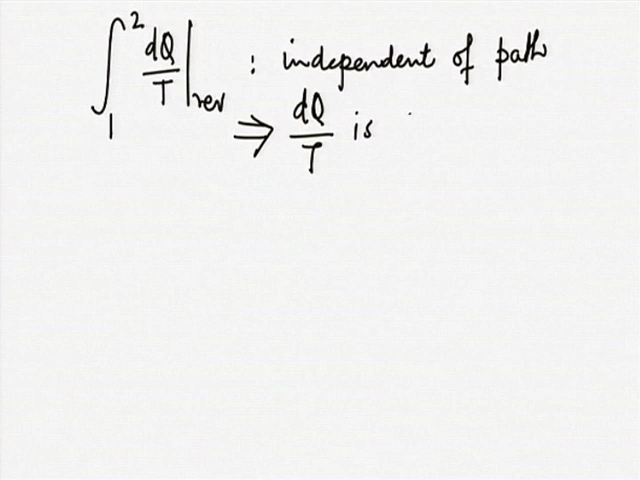 ∫₁² dQ/T |rev : independent of path
⇒ dQ/T is